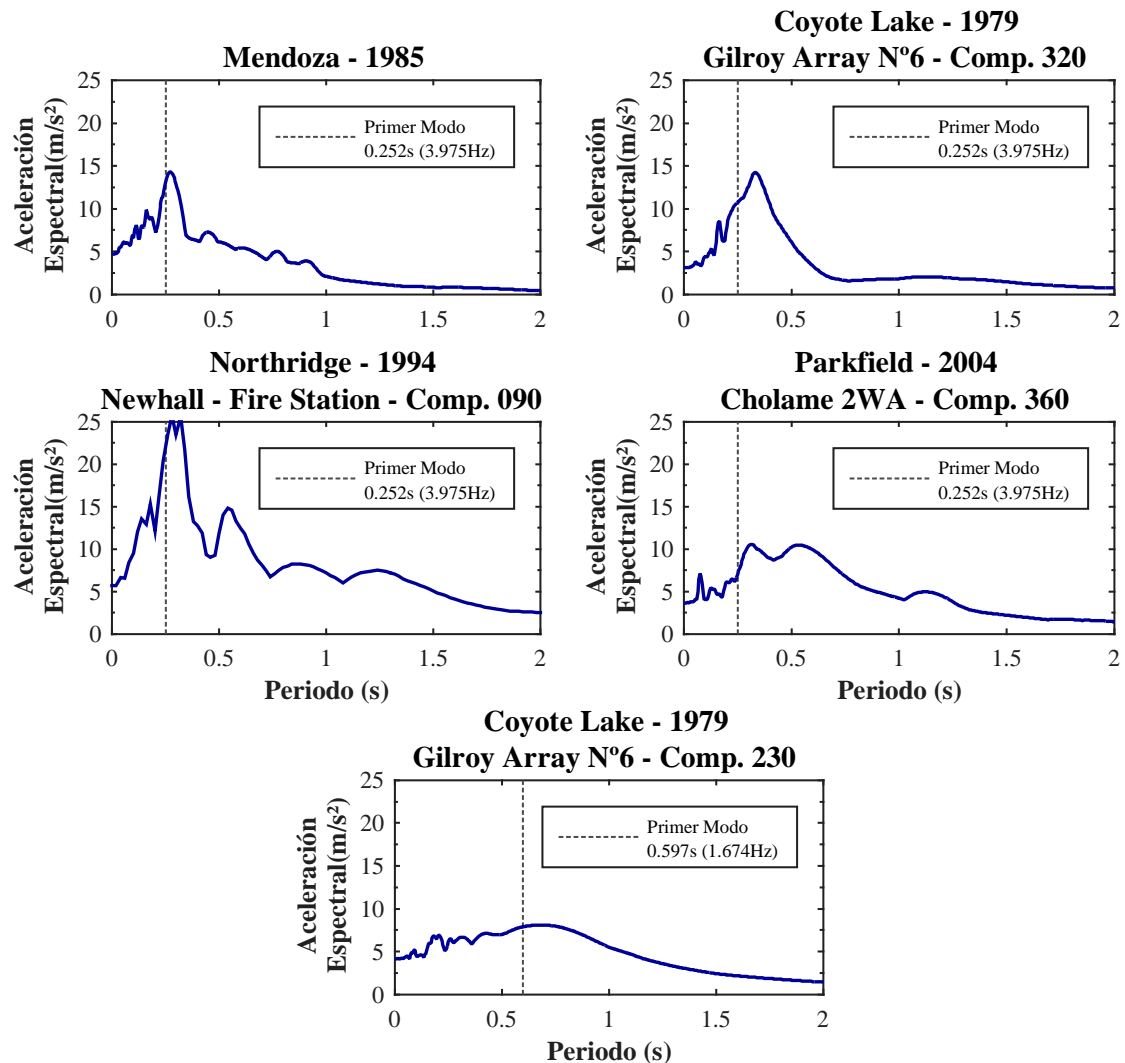 Mendoza - 1985
Aceleración
Espectral(m/s²)
25
20
15
10
5
0
Primer Modo
0.252s (3.975Hz)
0
0.5
1
1.5
2
Coyote Lake - 1979
Gilroy Array Nº6 - Comp. 320
Aceleración
Espectral(m/s²)
25
20
15
10
5
0
Primer Modo
0.252s (3.975Hz)
0
0.5
1
1.5
2
Northridge - 1994
Newhall - Fire Station - Comp. 090
Aceleración
Espectral(m/s²)
25
20
15
10
5
0
Primer Modo
0.252s (3.975Hz)
0
0.5
1
1.5
2
Periodo (s)
Parkfield - 2004
Cholame 2WA - Comp. 360
Aceleración
Espectral(m/s²)
25
20
15
10
5
0
Primer Modo
0.252s (3.975Hz)
0
0.5
1
1.5
2
Periodo (s)
Coyote Lake - 1979
Gilroy Array Nº6 - Comp. 230
Aceleración
Espectral(m/s²)
25
20
15
10
5
0
Primer Modo
0.597s (1.674Hz)
0
0.5
1
1.5
2
Periodo (s)